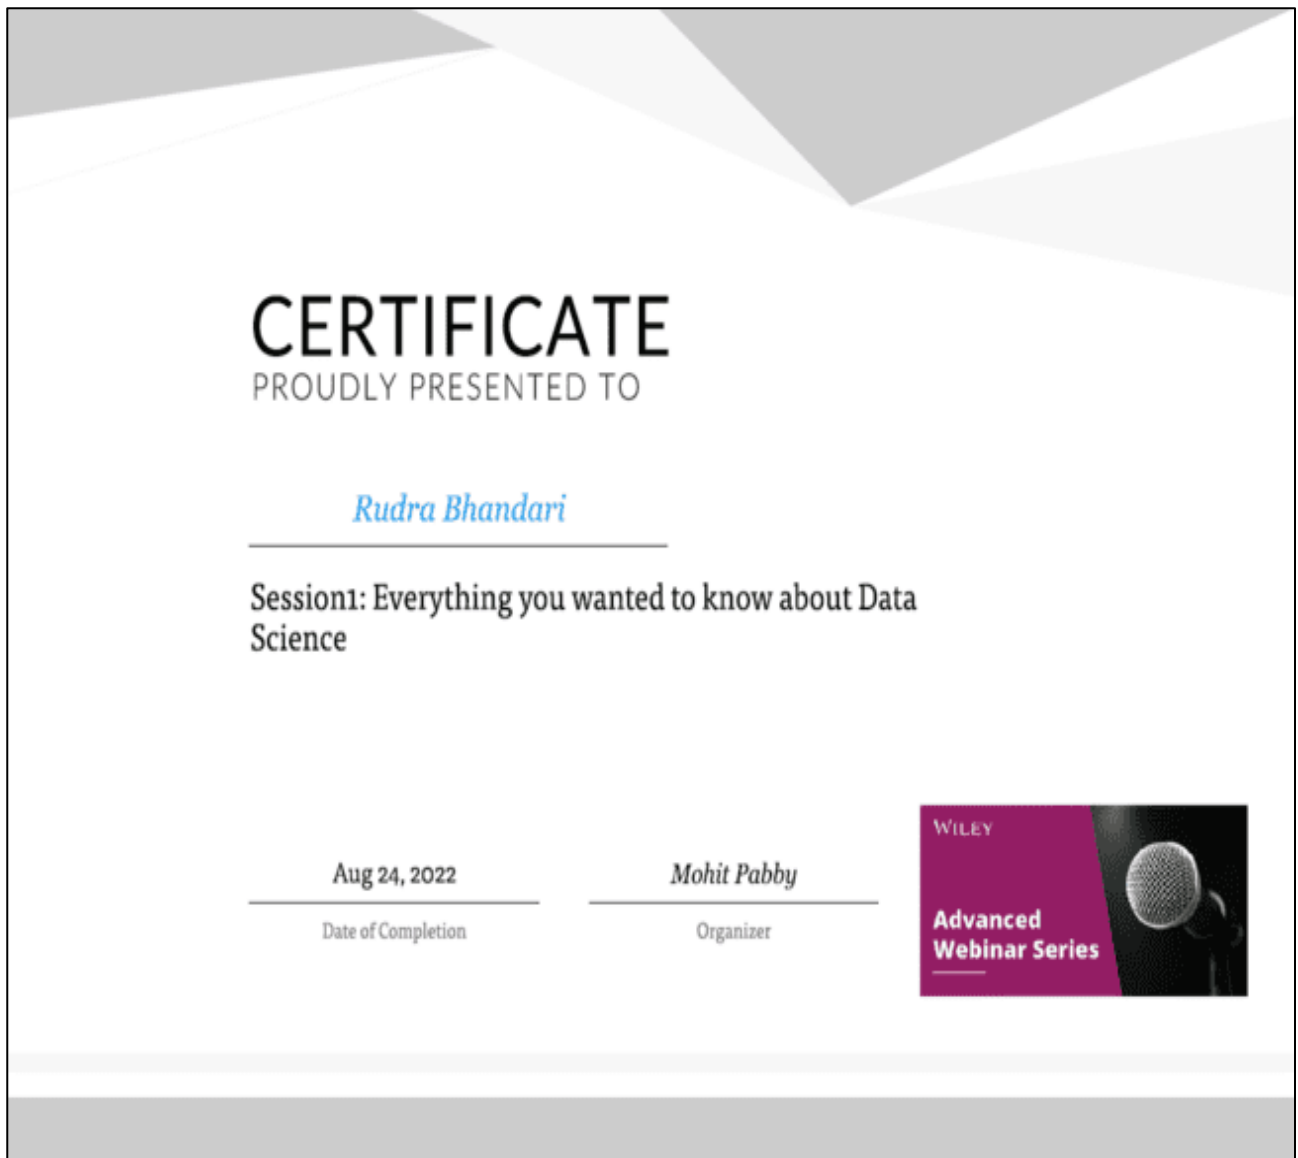 CERTIFICATE
PROUDLY PRESENTED TO
Rudra Bhandari
Session1: Everything you wanted to know about Data
Science
Aug 24, 2022
Date of Completion
Mohit Pabby
Organizer
WILEY
Advanced
Webinar Series